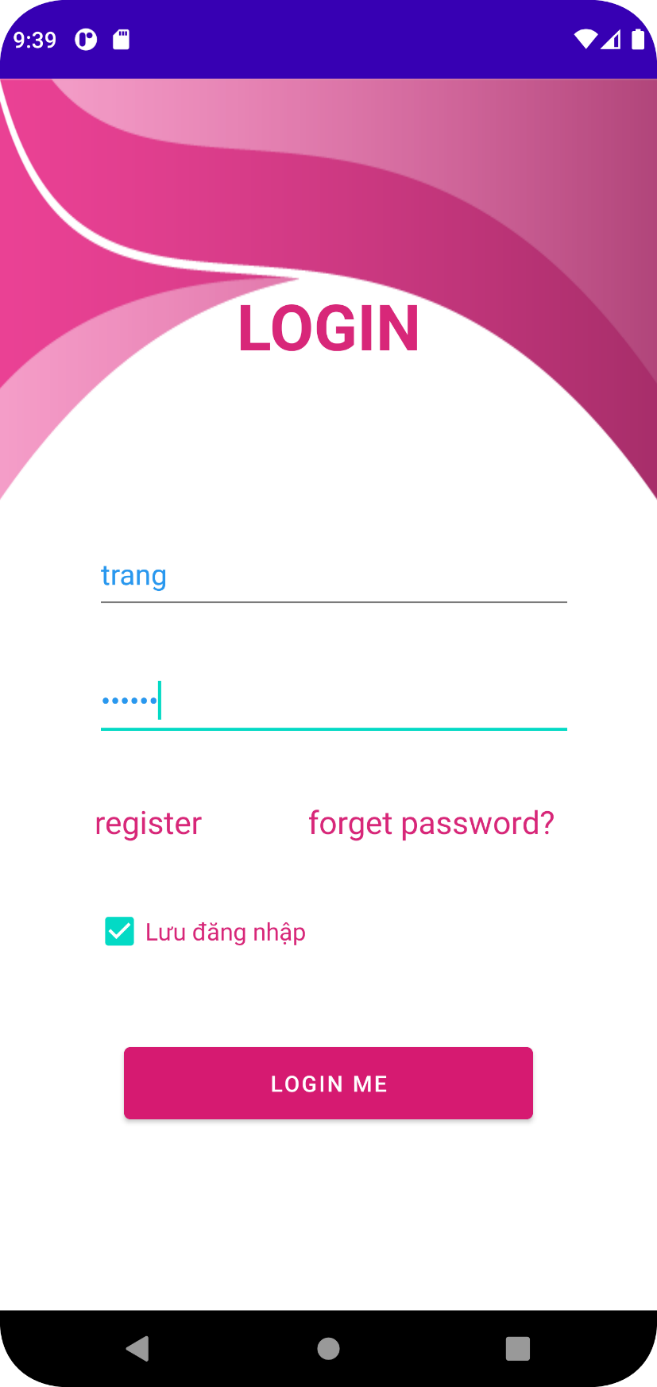 9:39
LOGIN
trang
••••••
register forget password?
Lưu đăng nhập
LOGIN ME